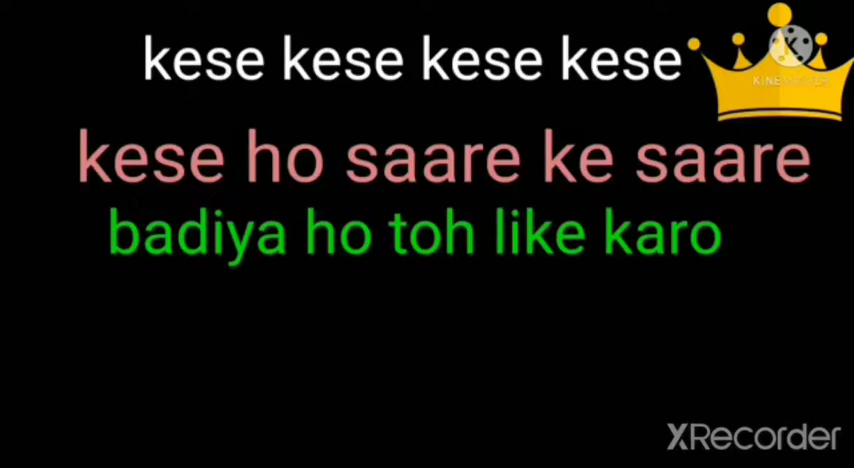 kese kese kese kese
kese ho saare ke saare
badiya ho toh like karo
XRecorder